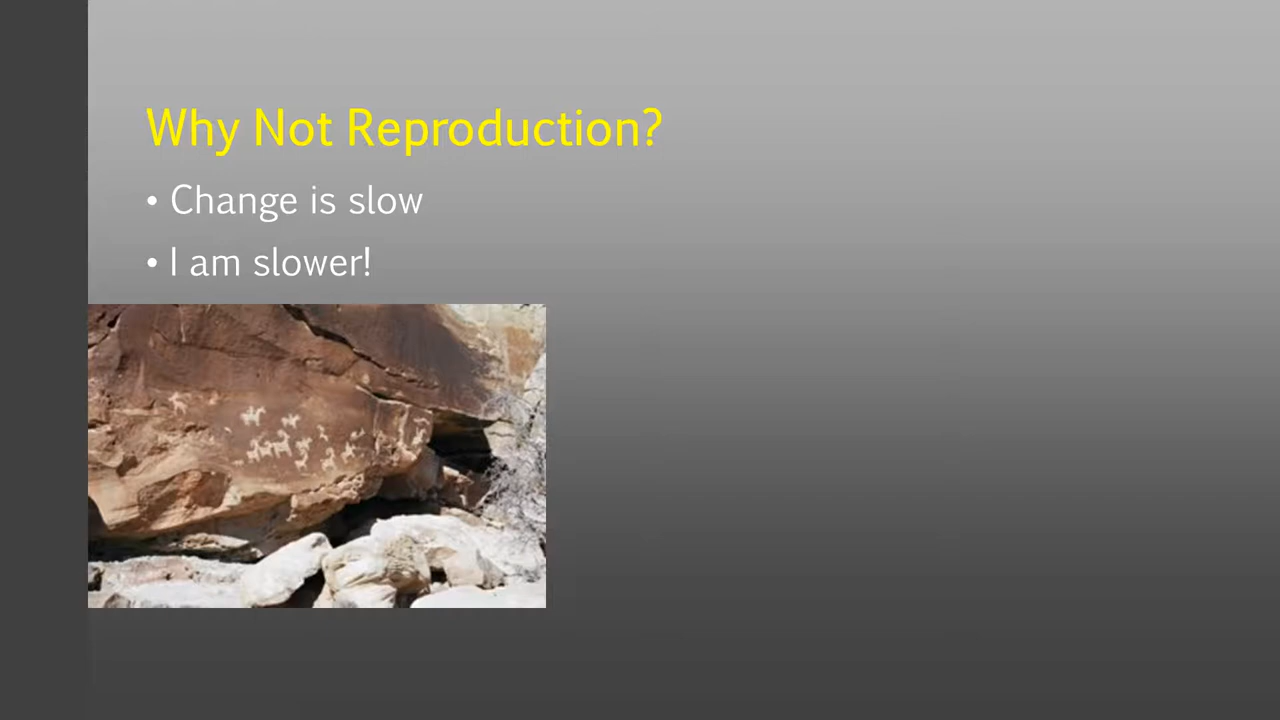 Why Not Reproduction?
• Change is slow
• I am slower!